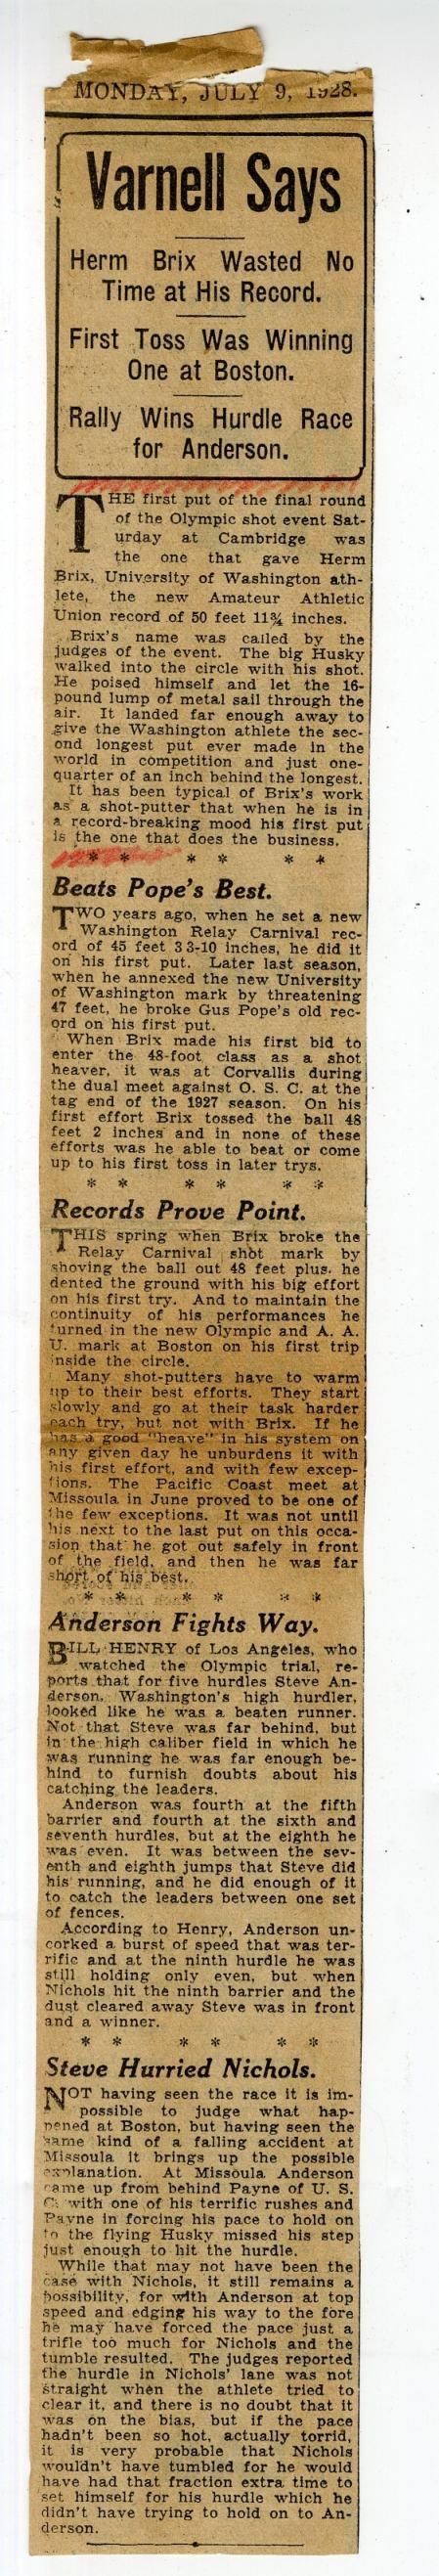 MONDAY, JULY 9, 1928.
Varnell Says
Herm Brix Wasted No
Time at His Record.
First Toss Was Winning
One at Boston.
Rally Wins Hurdle Race
for Anderson.
THE first put of the final round
of the Olympic shot event Sat-
urday at Cambridge was
the one that gave Herm
Brix, University of Washington ath-
lete, the new Amateur Athletic
Union record of 50 feet 11¾ inches.
Brix's name was called by the
judges of the event. The big Husky
walked into the circle with his shot.
He poised himself and let the 16-
pound lump of metal sail through the
air. It landed far enough away to
give the Washington athlete the sec-
ond longest put ever made in the
world in competition and just one-
quarter of an inch behind the longest.
It has been typical of Brix's work
as a shot-putter that when he is in
a record-breaking mood his first put
is the one that does the business.
* * * * * *
Beats Pope's Best.
TWO years ago, when he set a new
Washington Relay Carnival rec-
ord of 45 feet 3 3-10 inches, he did it
on his first put. Later last season,
when he annexed the new University
of Washington mark by threatening
47 feet, he broke Gus Pope's old rec-
ord on his first put.
When Brix made his first bid to
enter the 48-foot class as a shot
heaver, it was at Corvallis during
the dual meet against O. S. C. at the
tag end of the 1927 season. On his
first effort Brix tossed the ball 48
feet 2 inches and in none of these
efforts was he able to beat or come
up to his first toss in later trys.
* * * * * *
Records Prove Point.
THIS spring when Brix broke the
Relay Carnival shot mark by
shoving the ball out 48 feet plus, he
dented the ground with his big effort
on his first try. And to maintain the
continuity of his performances he
turned in the new Olympic and A. A.
U. mark at Boston on his first trip
inside the circle.
Many shot-putters have to warm
up to their best efforts. They start
slowly and go at their task harder
each try, but not with Brix. If he
has a good "heave" in his system on
any given day he unburdens it with
his first effort, and with few excep-
tions. The Pacific Coast meet at
Missoula in June proved to be one of
the few exceptions. It was not until
his next to the last put on this occa-
sion that he got out safely in front
of the field, and then he was far
short of his best.
* * * * * *
Anderson Fights Way.
BILL HENRY of Los Angeles, who
watched the Olympic trial, re-
ports that for five hurdles Steve An-
derson, Washington's high hurdler,
looked like he was a beaten runner.
Not that Steve was far behind, but
in the high caliber field in which he
was running he was far enough be-
hind to furnish doubts about his
catching the leaders.
Anderson was fourth at the fifth
barrier and fourth at the sixth and
seventh hurdles, but at the eighth he
was even. It was between the sev-
enth and eighth jumps that Steve did
his running, and he did enough of it
to catch the leaders between one set
of fences.
According to Henry, Anderson un-
corked a burst of speed that was ter-
rific and at the ninth hurdle he was
still holding only even, but when
Nichols hit the ninth barrier and the
dust cleared away Steve was in front
and a winner.
* * * * * *
Steve Hurried Nichols.
NOT having seen the race it is im-
possible to judge what hap-
pened at Boston, but having seen the
same kind of a falling accident at
Missoula it brings up the possible
explanation. At Missoula Anderson
came up from behind Payne of U. S.
C. with one of his terrific rushes and
Payne in forcing his pace to hold on
to the flying Husky missed his step
just enough to hit the hurdle.
While that may not have been the
case with Nichols, it still remains a
possibility, for with Anderson at top
speed and edging his way to the fore
he may have forced the pace just a
trifle too much for Nichols and the
tumble resulted. The judges reported
the hurdle in Nichols' lane was not
straight when the athlete tried to
clear it, and there is no doubt that it
was on the bias, but if the pace
hadn't been so hot, actually torrid,
it is very probable that Nichols
wouldn't have tumbled for he would
have had that fraction extra time to
set himself for his hurdle which he
didn't have trying to hold on to An-
derson.